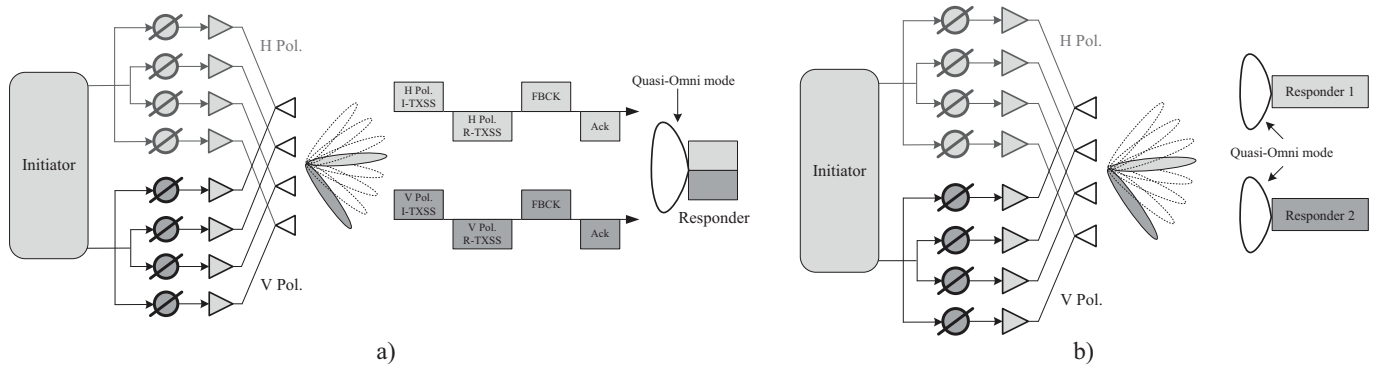 H Pol.
Initiator
V Pol.
H Pol.
I-TXSS
H Pol.
R-TXSS
FBCK
Ack
V Pol.
I-TXSS
V Pol.
R-TXSS
FBCK
Ack
Quasi-Omni mode
Responder
a)
H Pol.
Initiator
V Pol.
Responder 1
Quasi-Omni mode
Responder 2
b)